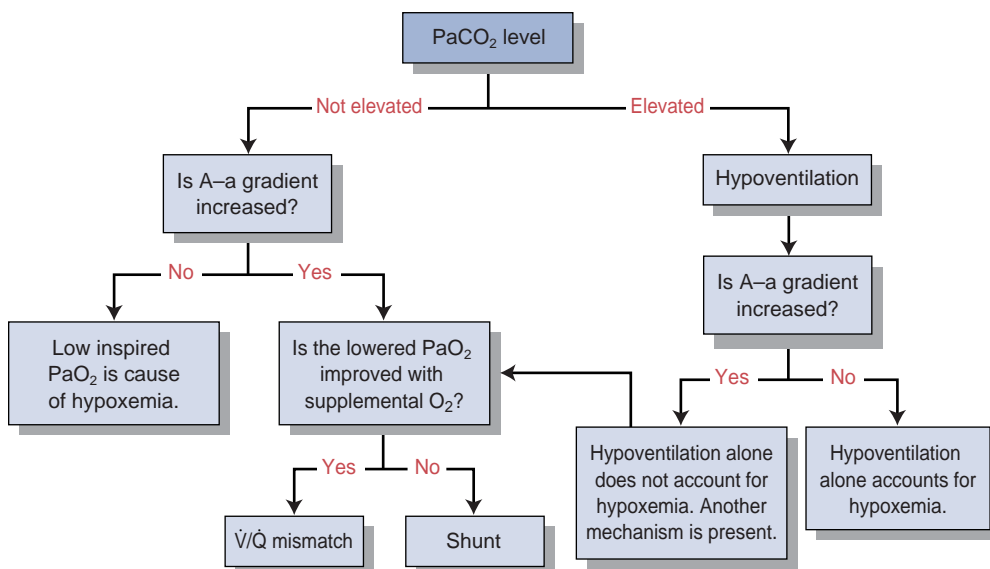 PaCO₂ level
Not elevated
Elevated
Is A–a gradient
increased?
Hypoventilation
No
Yes
Is A–a gradient
increased?
Low inspired
PaO₂ is cause
of hypoxemia.
Is the lowered PaO₂
improved with
supplemental O₂?
Yes
No
Hypoventilation alone
does not account for
hypoxemia. Another
mechanism is present.
Hypoventilation
alone accounts for
hypoxemia.
Yes
No
V̇/Q̇ mismatch
Shunt